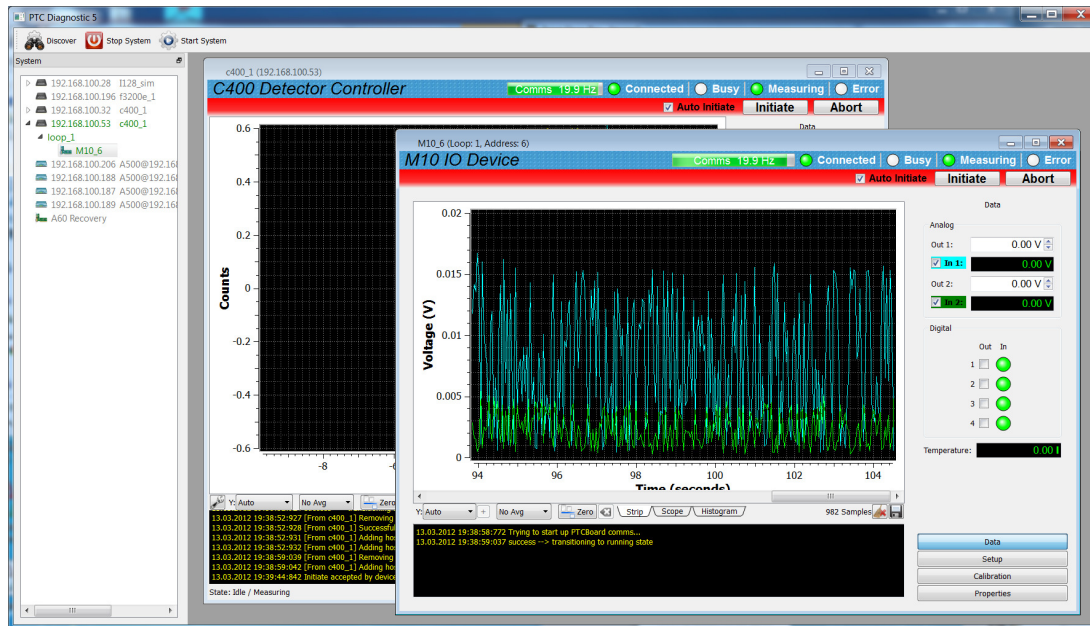 PTC Diagnostic 5
Discover Stop System Start System
System
192.168.100.28 I128_sim
192.168.100.196 f3200e_1
192.168.100.32 c400_1
192.168.100.53 c400_1
loop_1
M10_6
192.168.100.206 A500@192.168
192.168.100.188 A500@192.168
192.168.100.187 A500@192.168
192.168.100.189 A500@192.168
A60 Recovery
c400_1 (192.168.100.53)
C400 Detector Controller Comms 19.9 Hz Connected Busy Measuring Error
Auto Initiate Initiate Abort
Data
Counts
0.6
0.4
0.2
0
-0.2
-0.4
-0.6
-8
Y: Auto No Avg Zero
13.03.2012 19:38:52:927 [From c400_1] Removing
13.03.2012 19:38:52:928 [From c400_1] Successful
13.03.2012 19:38:52:931 [From c400_1] Adding ho
13.03.2012 19:38:52:932 [From c400_1] Adding ho
13.03.2012 19:38:59:039 [From c400_1] Removing
13.03.2012 19:38:59:042 [From c400_1] Adding ho
13.03.2012 19:39:44:842 Initiate accepted by device
State: Idle / Measuring
M10_6 (Loop: 1, Address: 6)
M10 IO Device Comms 19.9 Hz Connected Busy Measuring Error
Auto Initiate Initiate Abort
Voltage (V)
0.02
0.015
0.01
0.005
0
94 96 98 100 102 104
Time (seconds)
Y: Auto + No Avg Zero Strip Scope Histogram 982 Samples
13.03.2012 19:38:58:772 Trying to start up PTCBoard comms...
13.03.2012 19:38:59:037 success --> transitioning to running state
Data
Analog
Out 1: 0.00 V
In 1: 0.00 V
Out 2: 0.00 V
In 2: 0.00 V
Digital
Out In
1
2
3
4
Temperature: 0.00
Data
Setup
Calibration
Properties